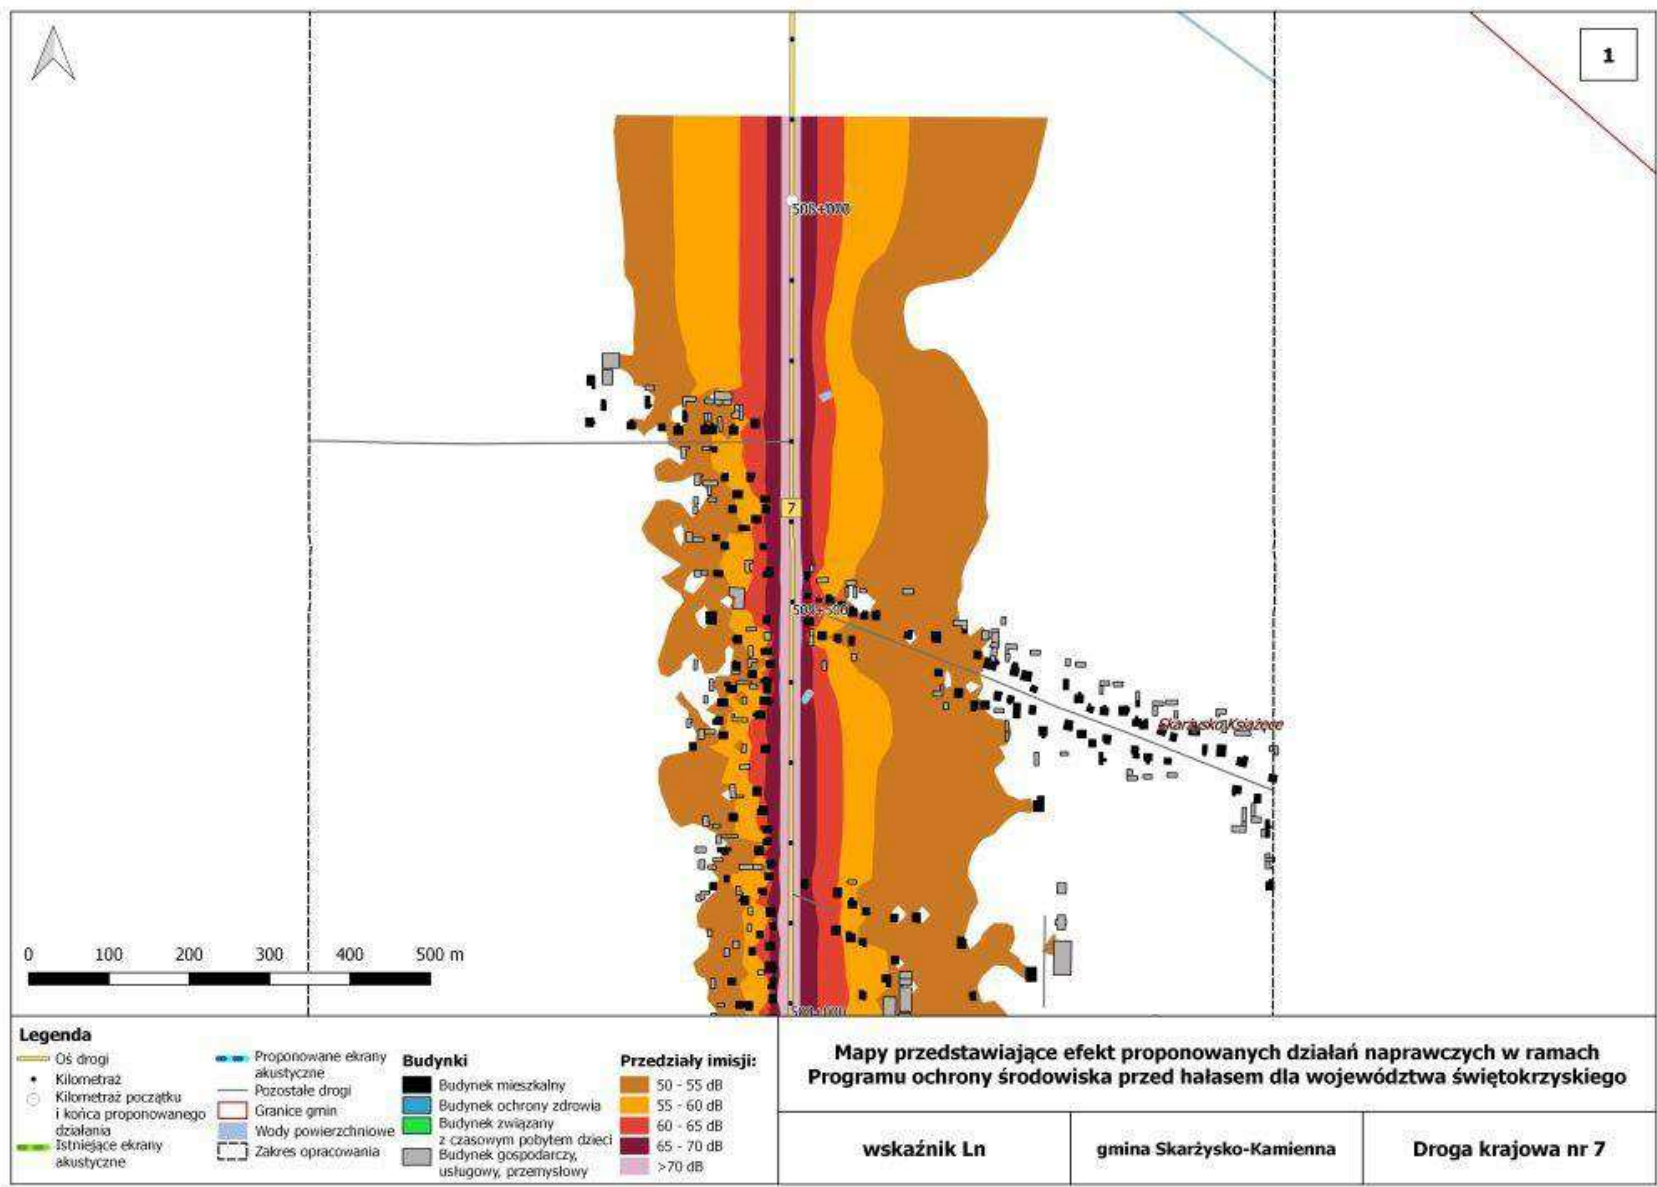 1
508+000
7
Skarżysko Książęce
0 100 200 300 400 500 m
Legenda
Oś drogi
Kilometraż
Kilometraż początku
i końca proponowanego
działania
Istniejące ekrany
akustyczne
Proponowane ekrany
akustyczne
Pozostałe drogi
Granice gmin
Wody powierzchniowe
Zakres opracowania
Budynki
Budynek mieszkalny
Budynek ochrony zdrowia
Budynek związany
z czasowym pobytem dzieci
Budynek gospodarczy,
usługowy, przemysłowy
Przedziały imisji:
50 - 55 dB
55 - 60 dB
60 - 65 dB
65 - 70 dB
>70 dB
Mapy przedstawiające efekt proponowanych działań naprawczych w ramach
Programu ochrony środowiska przed hałasem dla województwa świętokrzyskiego
wskaźnik Ln
gmina Skarżysko-Kamienna
Droga krajowa nr 7